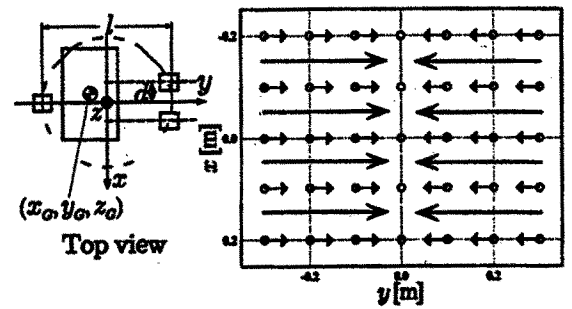 l
y
d
z
x
(x_G, y_G, z_G)
Top view
-0.2
0.0
0.2
x[m]
-0.2
0.0
0.2
y[m]